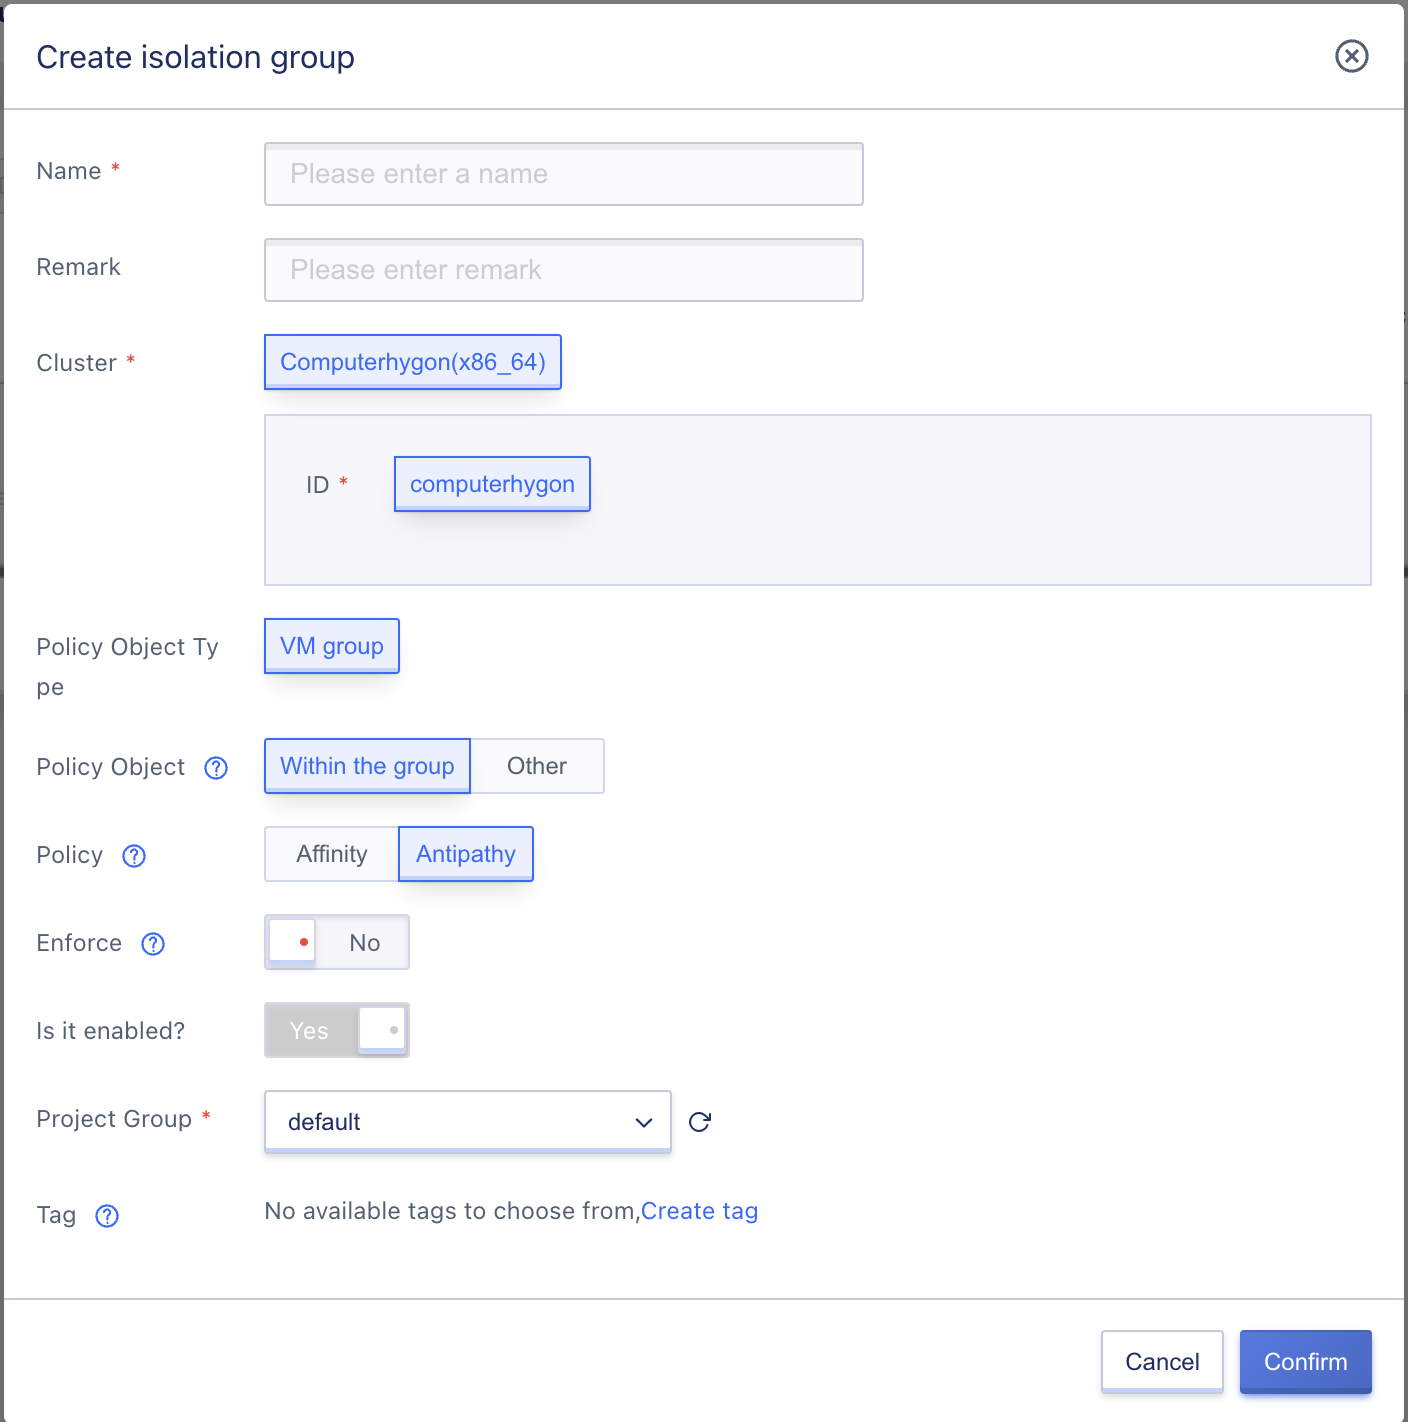 Create isolation group
Name *
Please enter a name
Remark
Please enter remark
Cluster *
Computerhygon(x86_64)
ID *
computerhygon
Policy Object Ty
pe
VM group
Policy Object ?
Within the group
Other
Policy ?
Affinity
Antipathy
Enforce ?
No
Is it enabled?
Yes
Project Group *
default
Tag ?
No available tags to choose from,Create tag
Cancel
Confirm